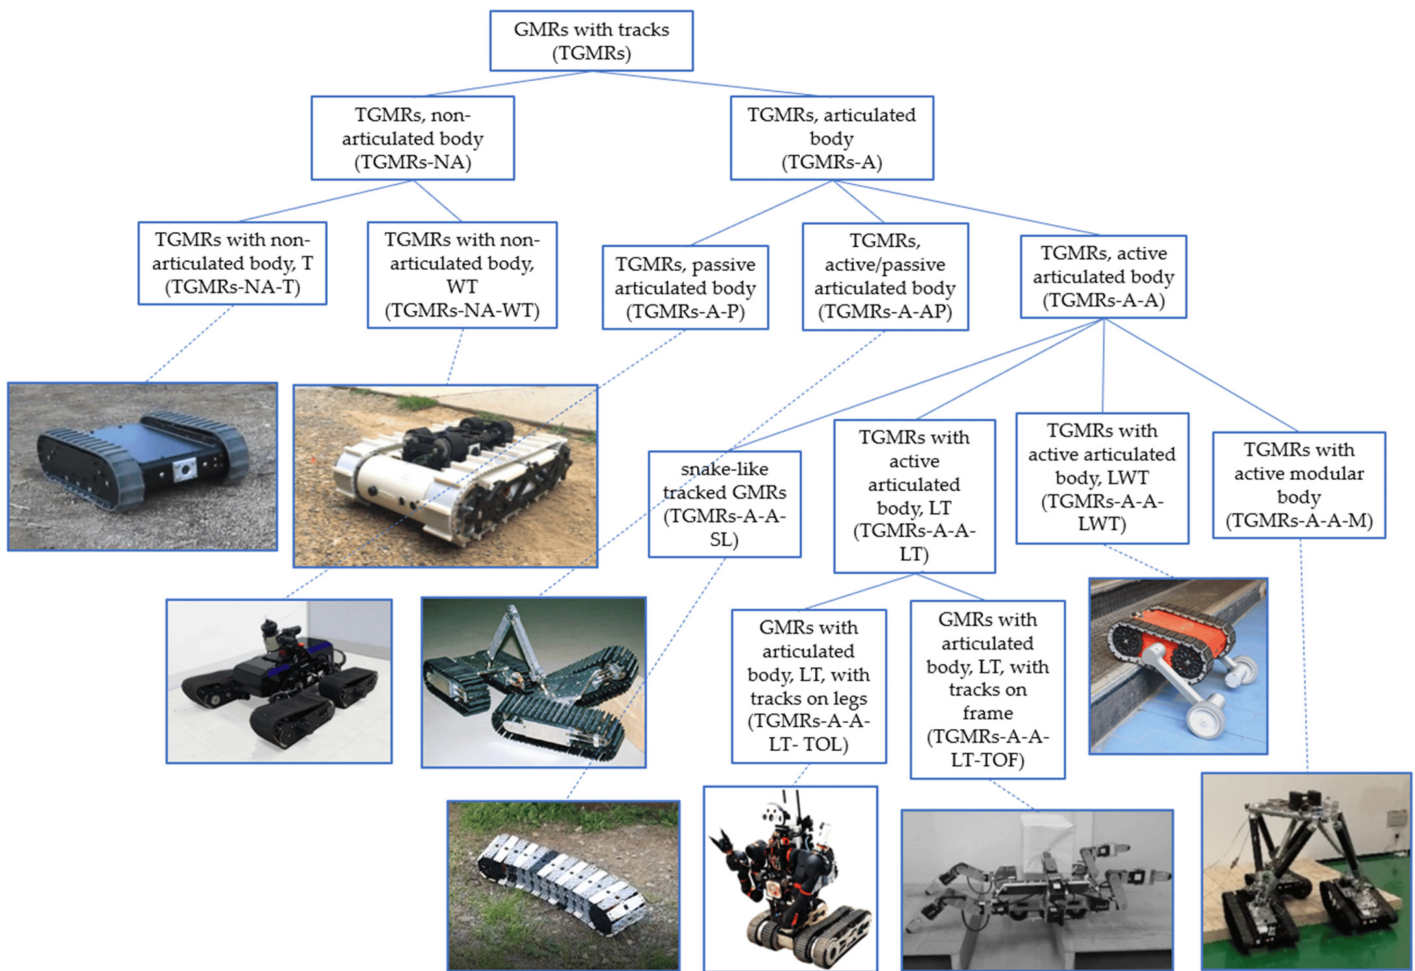 GMRs with tracks
(TGMRs)
TGMRs, non-
articulated body
(TGMRs-NA)
TGMRs, articulated
body
(TGMRs-A)
TGMRs with non-
articulated body, T
(TGMRs-NA-T)
TGMRs with non-
articulated body,
WT
(TGMRs-NA-WT)
TGMRs, passive
articulated body
(TGMRs-A-P)
TGMRs,
active/passive
articulated body
(TGMRs-A-AP)
TGMRs, active
articulated body
(TGMRs-A-A)
snake-like
tracked GMRs
(TGMRs-A-A-
SL)
TGMRs with
active
articulated
body, LT
(TGMRs-A-A-
LT)
TGMRs with
active articulated
body, LWT
(TGMRs-A-A-
LWT)
TGMRs with
active modular
body
(TGMRs-A-A-M)
GMRs with
articulated
body, LT, with
tracks on legs
(TGMRs-A-A-
LT- TOL)
GMRs with
articulated
body, LT, with
tracks on
frame
(TGMRs-A-A-
LT-TOF)